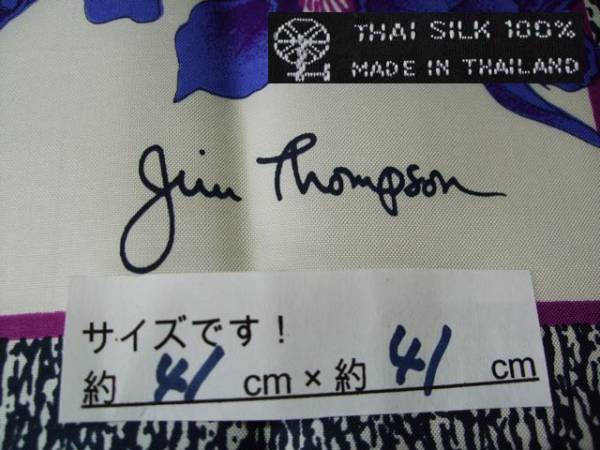 THAI SILK 100%
MADE IN THAILAND
Jim Thompson
サイズです!
約 41 cm × 約 41 cm